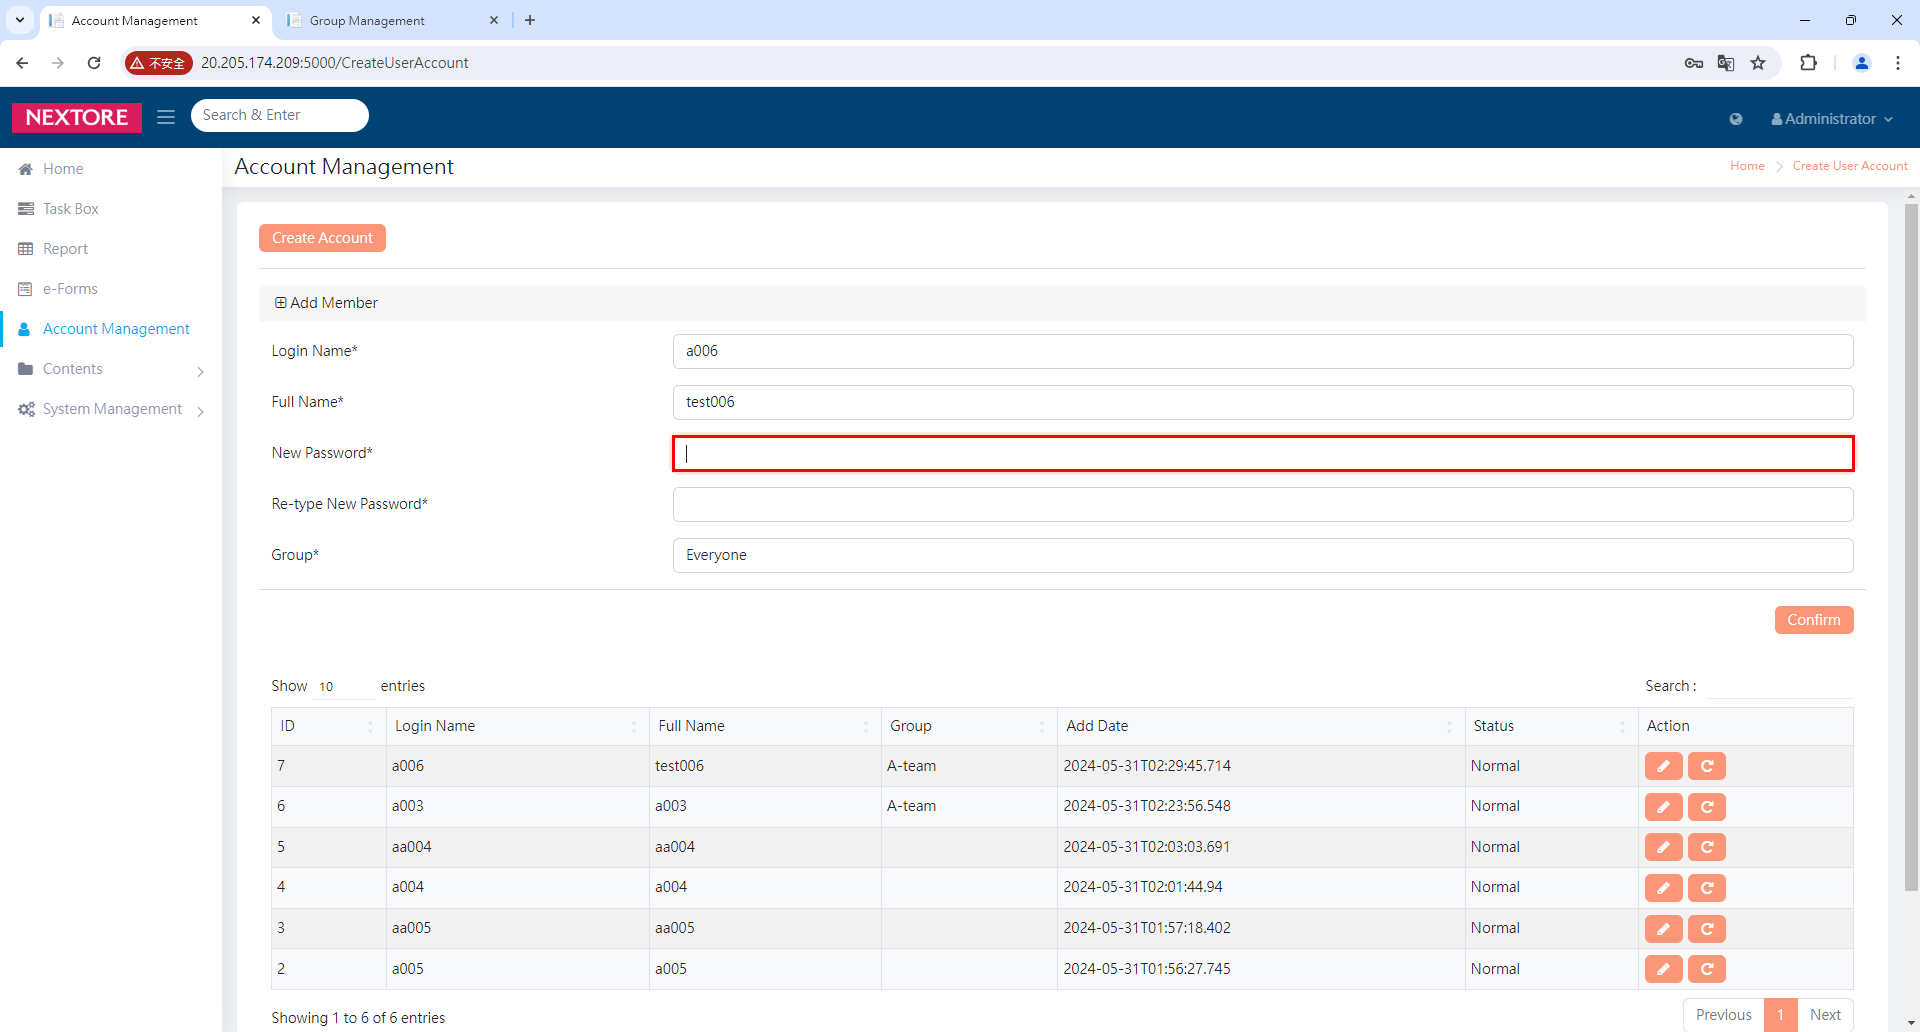 Account Management
Group Management
不安全
20.205.174.209:5000/CreateUserAccount
NEXTORE
Search & Enter
Administrator
Home
Task Box
Report
e-Forms
Account Management
Contents
System Management
Account Management
Home
Create User Account
Create Account
Add Member
Login Name*
a006
Full Name*
test006
New Password*
Re-type New Password*
Group*
Everyone
Confirm
Show 10 entries
Search :
ID Login Name Full Name Group Add Date Status Action
7 a006 test006 A-team 2024-05-31T02:29:45.714 Normal
6 a003 a003 A-team 2024-05-31T02:23:56.548 Normal
5 aa004 aa004 2024-05-31T02:03:03.691 Normal
4 a004 a004 2024-05-31T02:01:44.94 Normal
3 aa005 aa005 2024-05-31T01:57:18.402 Normal
2 a005 a005 2024-05-31T01:56:27.745 Normal
Showing 1 to 6 of 6 entries
Previous 1 Next